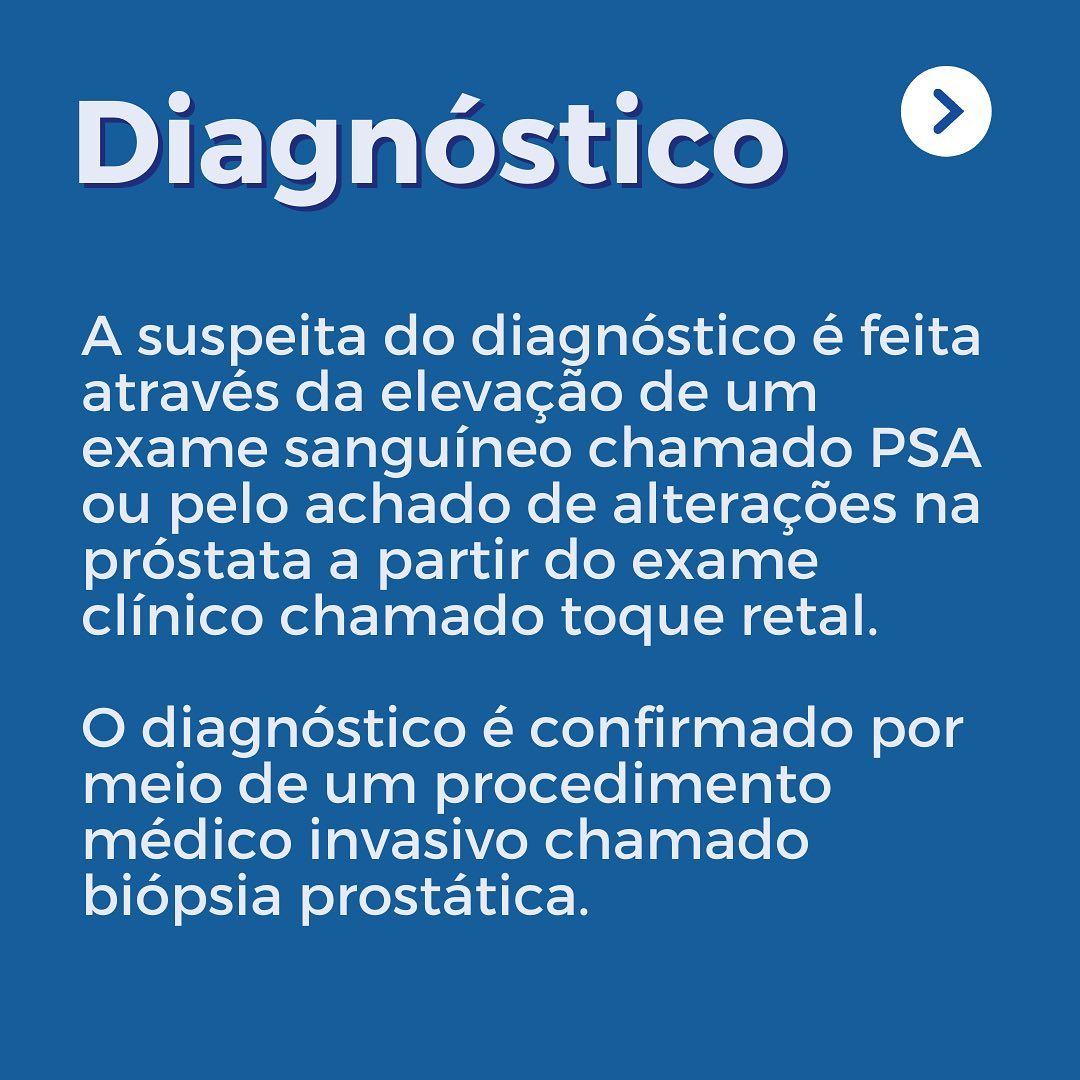 Diagnóstico
A suspeita do diagnóstico é feita
através da elevação de um
exame sanguíneo chamado PSA
ou pelo achado de alterações na
próstata a partir do exame
clínico chamado toque retal.
O diagnóstico é confirmado por
meio de um procedimento
médico invasivo chamado
biópsia prostática.